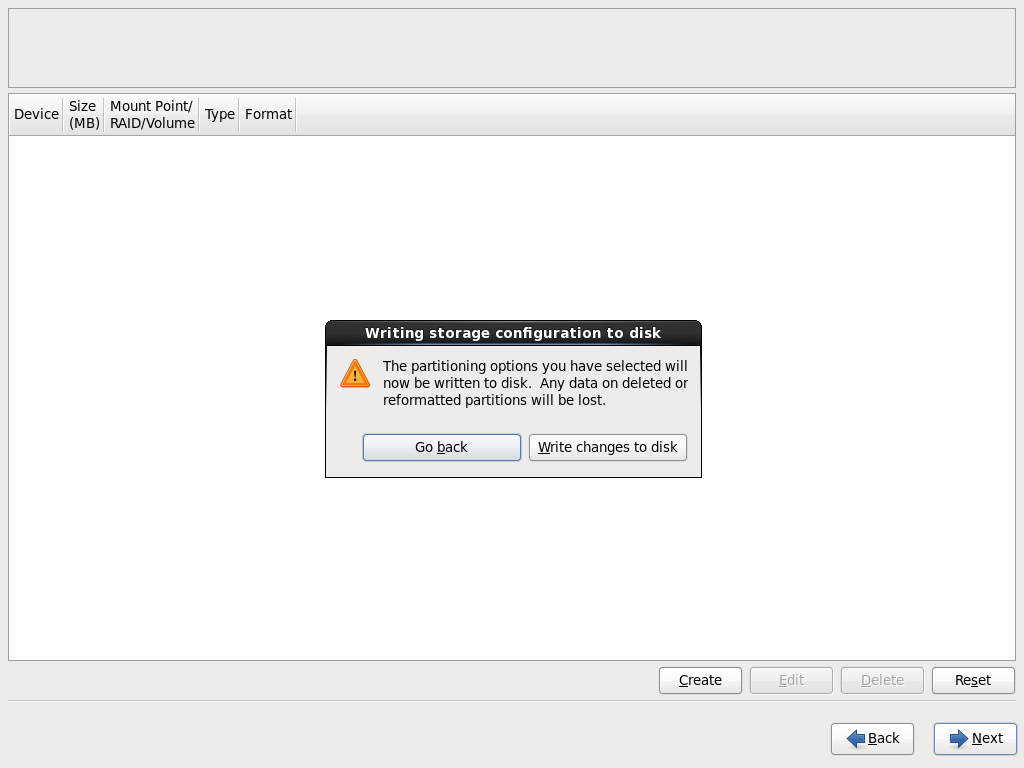 Device
Size
(MB)
Mount Point/
RAID/Volume
Type
Format
Writing storage configuration to disk
The partitioning options you have selected will
now be written to disk.  Any data on deleted or
reformatted partitions will be lost.
Go back
Write changes to disk
Create
Edit
Delete
Reset
Back
Next